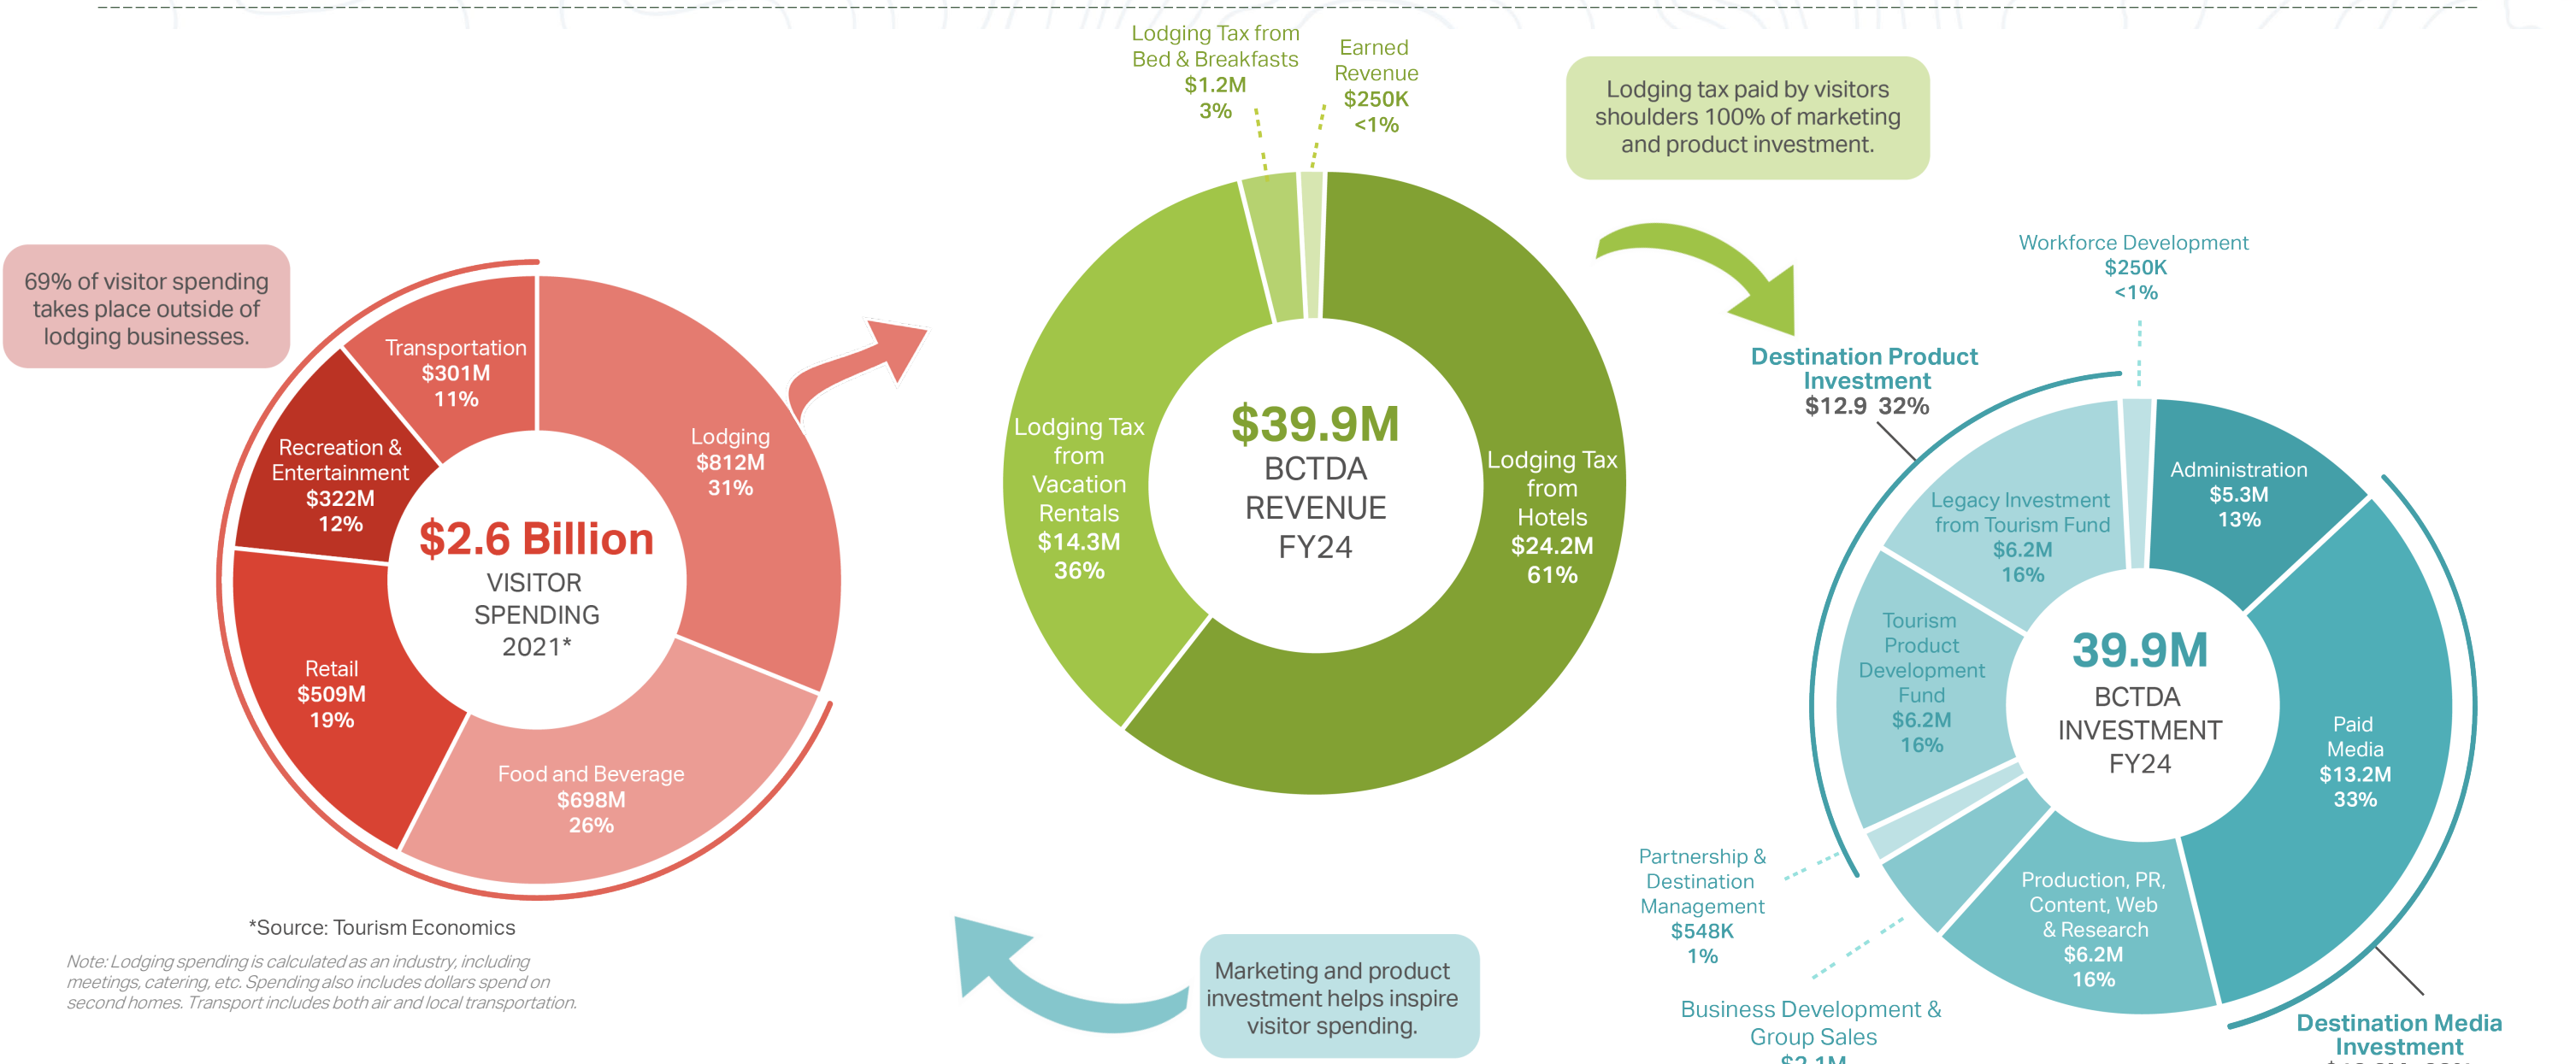 69% of visitor spending
takes place outside of
lodging businesses.
Transportation
$301M
11%
Recreation &
Entertainment
$322M
12%
Lodging
$812M
31%
$2.6 Billion
VISITOR
SPENDING
2021*
Retail
$509M
19%
Food and Beverage
$698M
26%
*Source: Tourism Economics
Note: Lodging spending is calculated as an industry, including
meetings, catering, etc. Spending also includes dollars spend on
second homes. Transport includes both air and local transportation.
Lodging Tax from
Bed & Breakfasts
$1.2M
3%
Earned
Revenue
$250K
<1%
Lodging Tax
from
Vacation
Rentals
$14.3M
36%
$39.9M
BCTDA
REVENUE
FY24
Lodging Tax
from
Hotels
$24.2M
61%
Lodging tax paid by visitors
shoulders 100% of marketing
and product investment.
Workforce Development
$250K
<1%
Destination Product
Investment
$12.9 32%
Administration
$5.3M
13%
Legacy Investment
from Tourism Fund
$6.2M
16%
Tourism
Product
Development
Fund
$6.2M
16%
39.9M
BCTDA
INVESTMENT
FY24
Paid
Media
$13.2M
33%
Production, PR,
Content, Web
& Research
$6.2M
16%
Partnership &
Destination
Management
$548K
1%
Business Development &
Group Sales
$2.1M
Destination Media
Investment
Marketing and product
investment helps inspire
visitor spending.